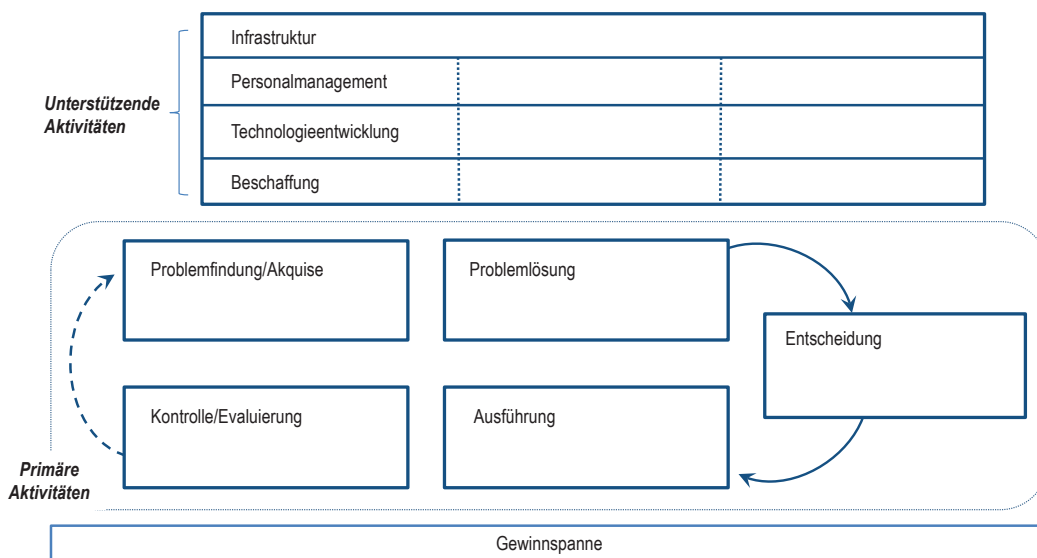 Infrastruktur
Personalmanagement
Unterstützende
Aktivitäten
Technologieentwicklung
Beschaffung
Problemfindung/Akquise
Problemlösung
Entscheidung
Kontrolle/Evaluierung
Ausführung
Primäre
Aktivitäten
Gewinnspanne